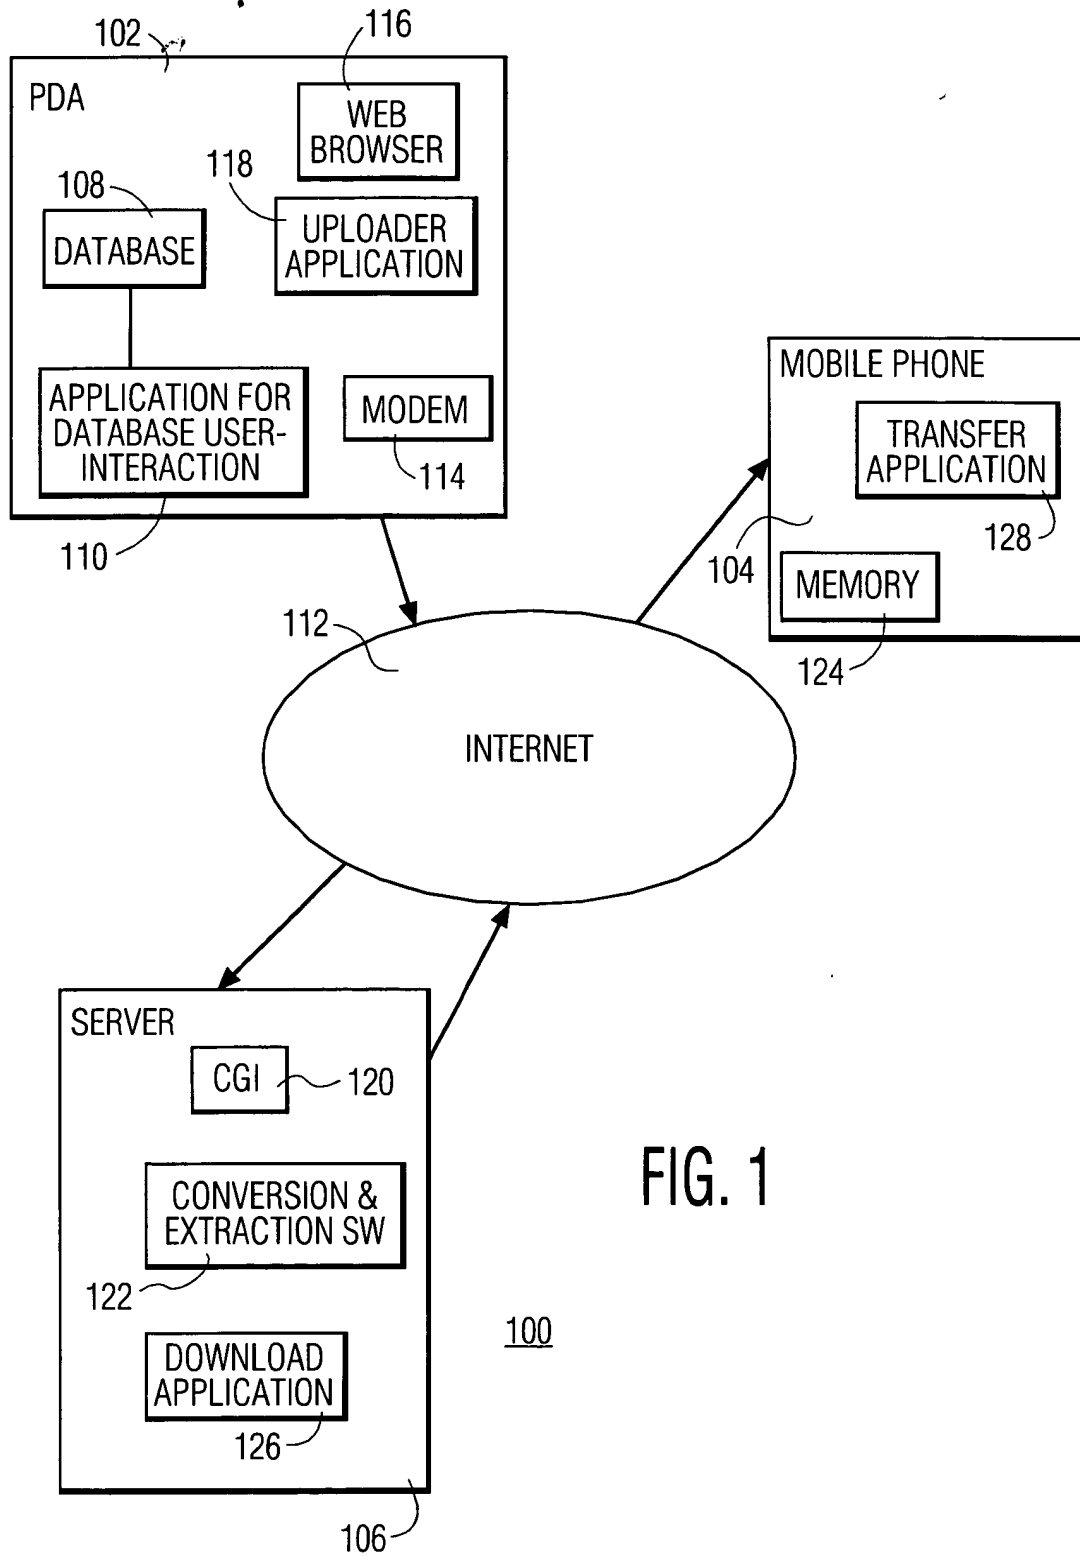 102
116
PDA
WEB
BROWSER
118
108
UPLOADER
APPLICATION
DATABASE
MOBILE PHONE
APPLICATION FOR
DATABASE USER-
INTERACTION
MODEM
TRANSFER
APPLICATION
114
110
104
128
MEMORY
112
124
INTERNET
SERVER
CGI
120
FIG. 1
CONVERSION &
EXTRACTION SW
122
100
DOWNLOAD
APPLICATION
126
106